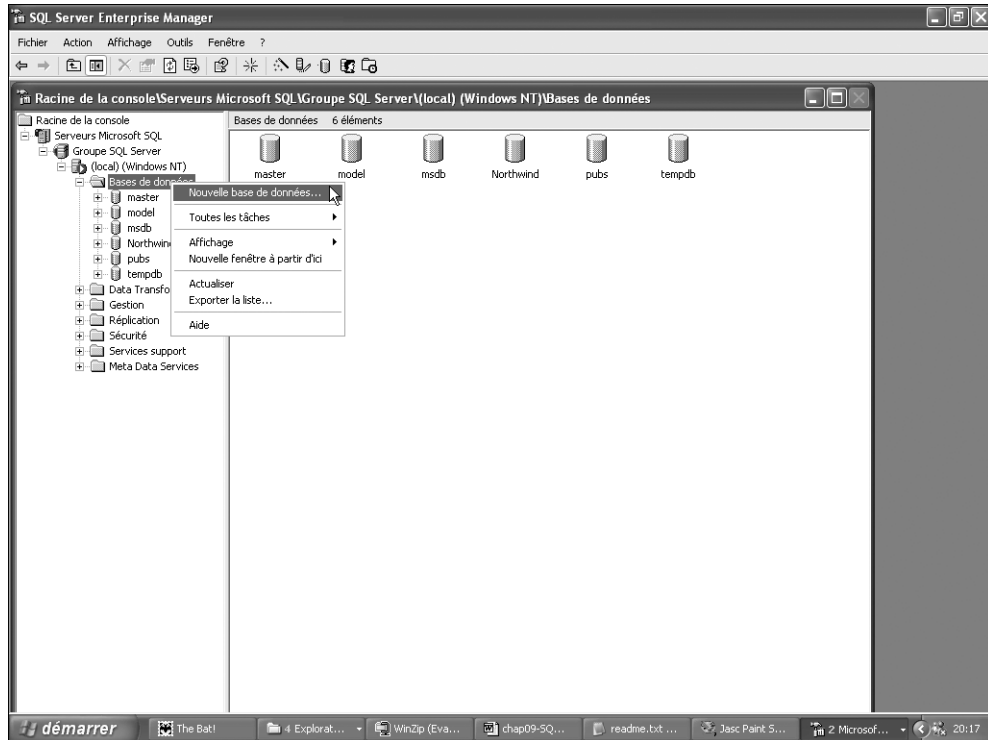 SQL Server Enterprise Manager
Fichier Action Affichage Outils Fenêtre ?
Racine de la console\Serveurs Microsoft SQL\Groupe SQL Server\(local) (Windows NT)\Bases de données
Racine de la console
Serveurs Microsoft SQL
Groupe SQL Server
(local) (Windows NT)
Bases de données
master
model
msdb
Northwind
pubs
tempdb
Data Transfo
Gestion
Réplication
Sécurité
Services support
Meta Data Services
Nouvelle base de données...
Toutes les tâches
Affichage
Nouvelle fenêtre à partir d'ici
Actualiser
Exporter la liste...
Aide
Bases de données 6 éléments
master model msdb Northwind pubs tempdb
démarrer The Bat! 4 Explorat... WinZip (Eva... chap09-SQ... readme.txt ... Jasc Paint S... 2 Microsof... 20:17